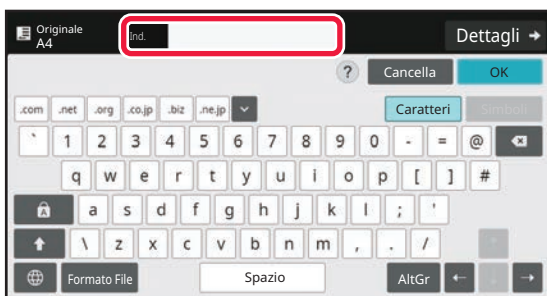 Originale
A4
Ind.
Dettagli →
? Cancella OK
.com .net .org .co.jp .biz .ne.jp Caratteri Simboli
` 1 2 3 4 5 6 7 8 9 0 - = @
q w e r t y u i o p [ ] #
A a s d f g h j k l ; '
\ z x c v b n m , . /
Formato File Spazio AltGr ← ↓ →